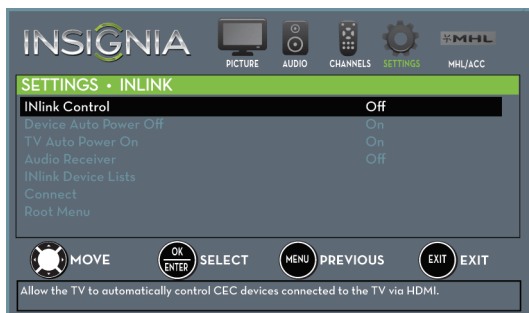 INSIGNIA
PICTURE AUDIO CHANNELS SETTINGS MHL MHL/ACC
SETTINGS • INLINK
INlink Control Off
Device Auto Power Off On
TV Auto Power On On
Audio Receiver Off
INlink Device Lists
Connect
Root Menu
MOVE OK ENTER SELECT MENU PREVIOUS EXIT EXIT
Allow the TV to automatically control CEC devices connected to the TV via HDMI.